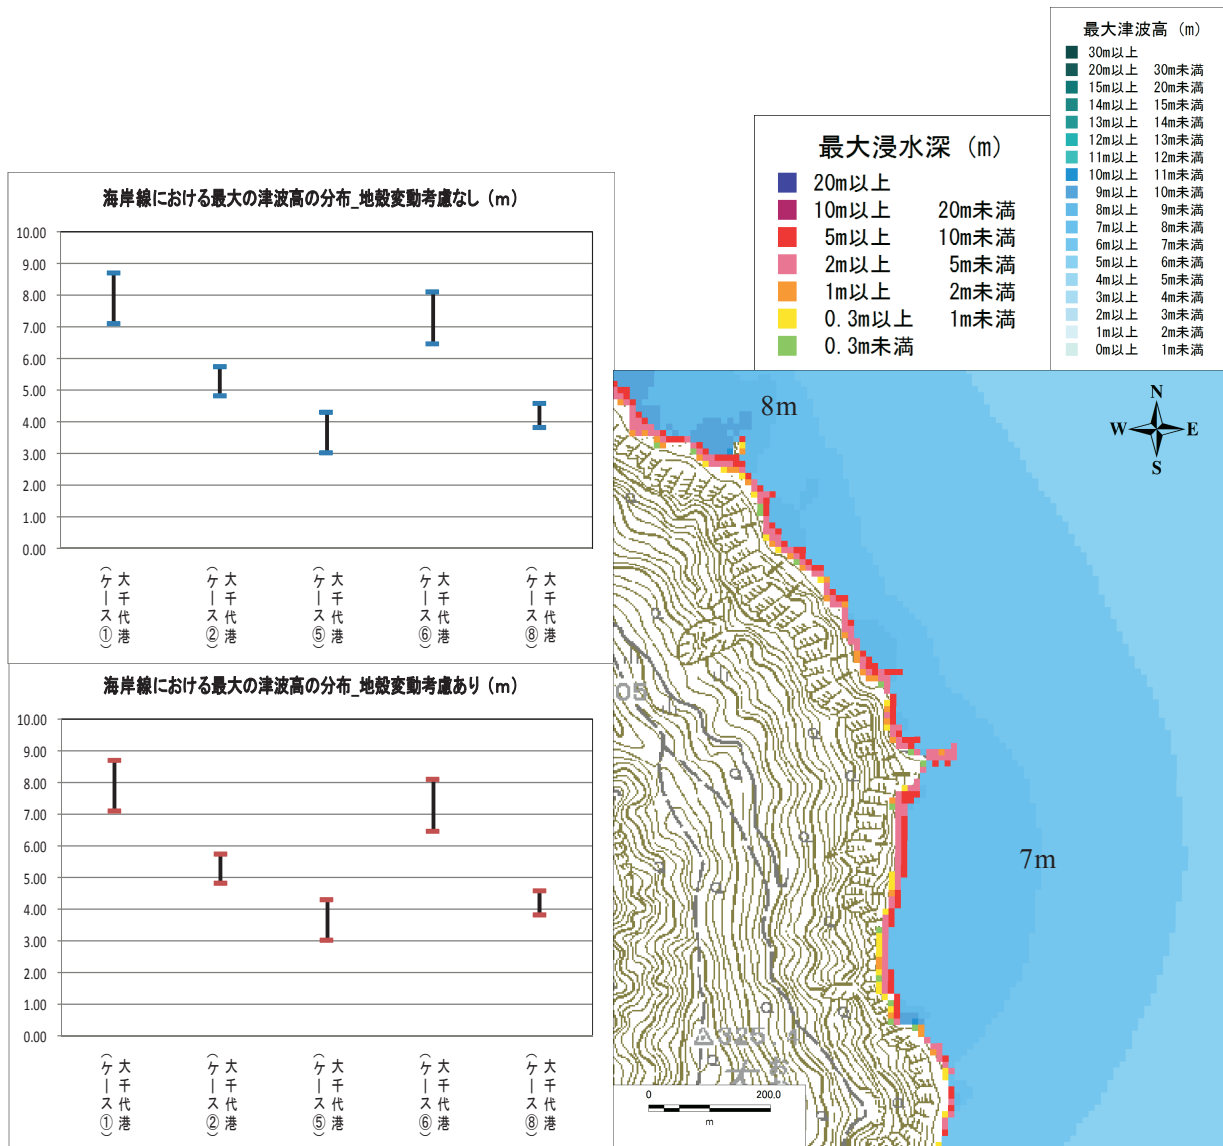 最大津波高 (m)
30m以上
20m以上 30m未満
15m以上 20m未満
14m以上 15m未満
13m以上 14m未満
12m以上 13m未満
11m以上 12m未満
10m以上 11m未満
9m以上 10m未満
8m以上 9m未満
7m以上 8m未満
6m以上 7m未満
5m以上 6m未満
4m以上 5m未満
3m以上 4m未満
2m以上 3m未満
1m以上 2m未満
0m以上 1m未満
最大浸水深 (m)
20m以上
10m以上 20m未満
5m以上 10m未満
2m以上 5m未満
1m以上 2m未満
0.3m以上 1m未満
0.3m未満
海岸線における最大の津波高の分布_地殻変動考慮なし (m)
10.00
9.00
8.00
7.00
6.00
5.00
4.00
3.00
2.00
1.00
0.00
大千代港
(ケース①)
大千代港
(ケース②)
大千代港
(ケース⑤)
大千代港
(ケース⑥)
大千代港
(ケース⑧)
海岸線における最大の津波高の分布_地殻変動考慮あり (m)
10.00
9.00
8.00
7.00
6.00
5.00
4.00
3.00
2.00
1.00
0.00
大千代港
(ケース①)
大千代港
(ケース②)
大千代港
(ケース⑤)
大千代港
(ケース⑥)
大千代港
(ケース⑧)
8m
N
W E
S
05
7m
325.1
0 200.0
m